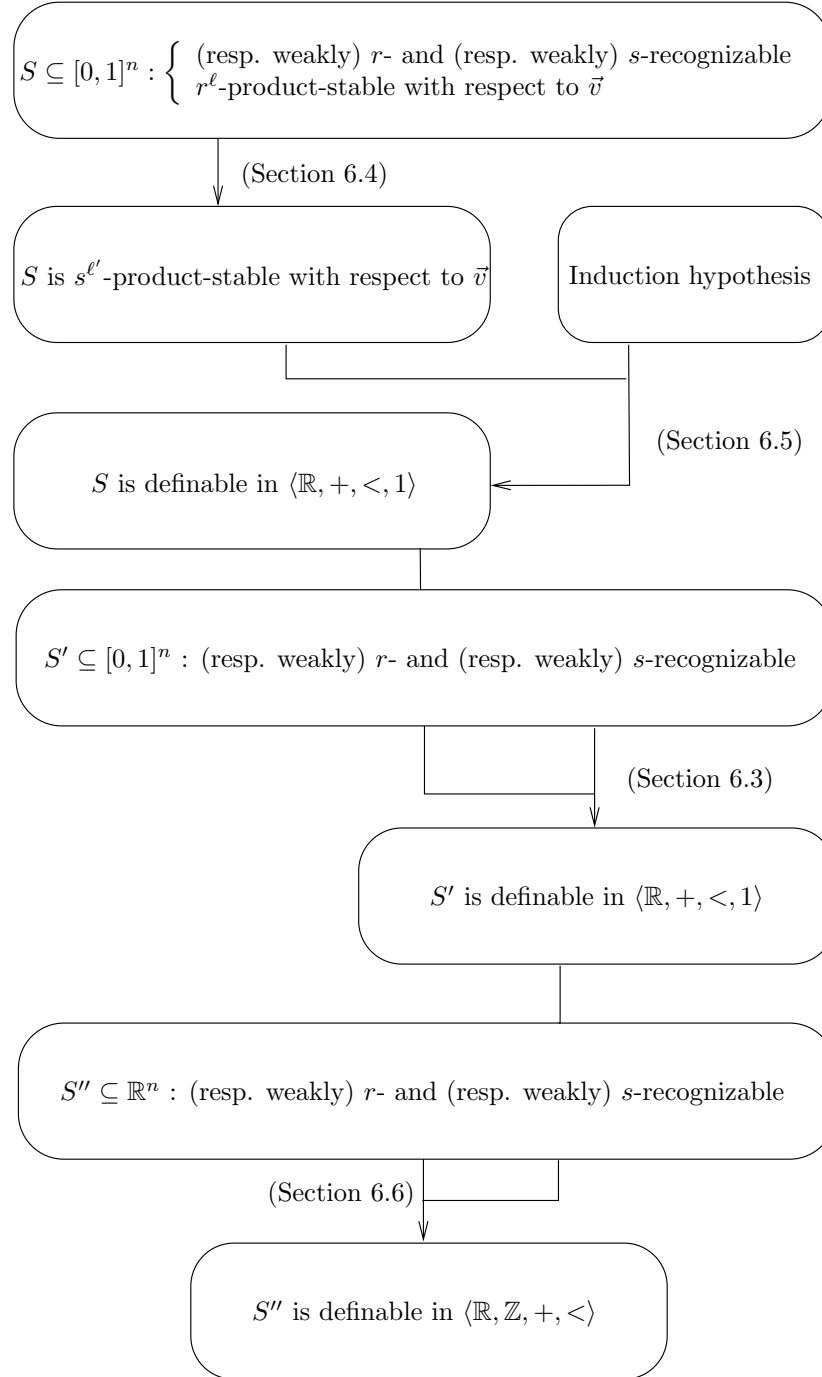 S ⊆ [0, 1]ⁿ : { (resp. weakly) r- and (resp. weakly) s-recognizable
r^ℓ-product-stable with respect to v⃗
(Section 6.4)
S is s^ℓ′-product-stable with respect to v⃗
Induction hypothesis
(Section 6.5)
S is definable in ⟨ℝ, +, <, 1⟩
S′ ⊆ [0, 1]ⁿ : (resp. weakly) r- and (resp. weakly) s-recognizable
(Section 6.3)
S′ is definable in ⟨ℝ, +, <, 1⟩
S′′ ⊆ ℝⁿ : (resp. weakly) r- and (resp. weakly) s-recognizable
(Section 6.6)
S′′ is definable in ⟨ℝ, ℤ, +, <⟩